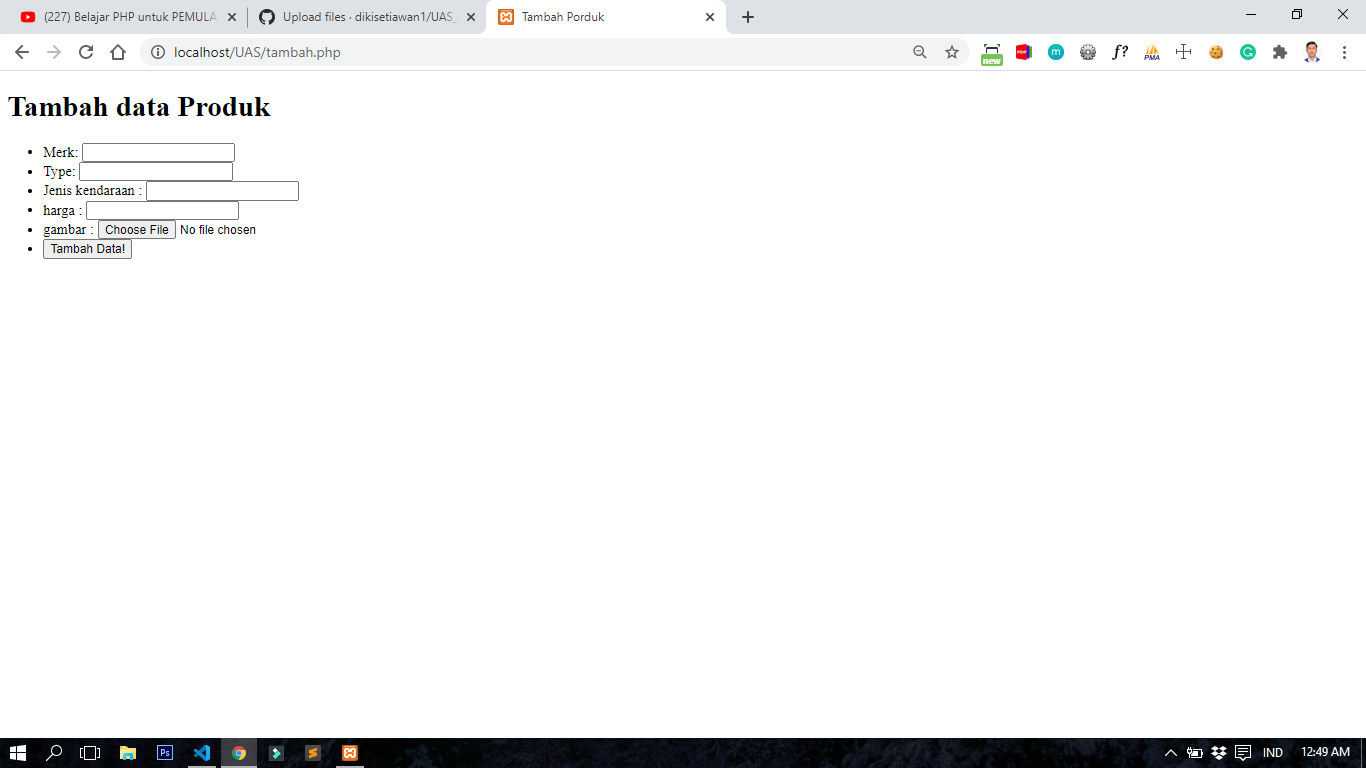 (227) Belajar PHP untuk PEMULA
Upload files · dikisetiawan1/UAS_
Tambah Porduk
localhost/UAS/tambah.php
new
PDF
m
f?
PMA
G
Tambah data Produk
Merk:
Type:
Jenis kendaraan :
harga :
gambar : Choose File No file chosen
Tambah Data!
Ps
IND
12:49 AM